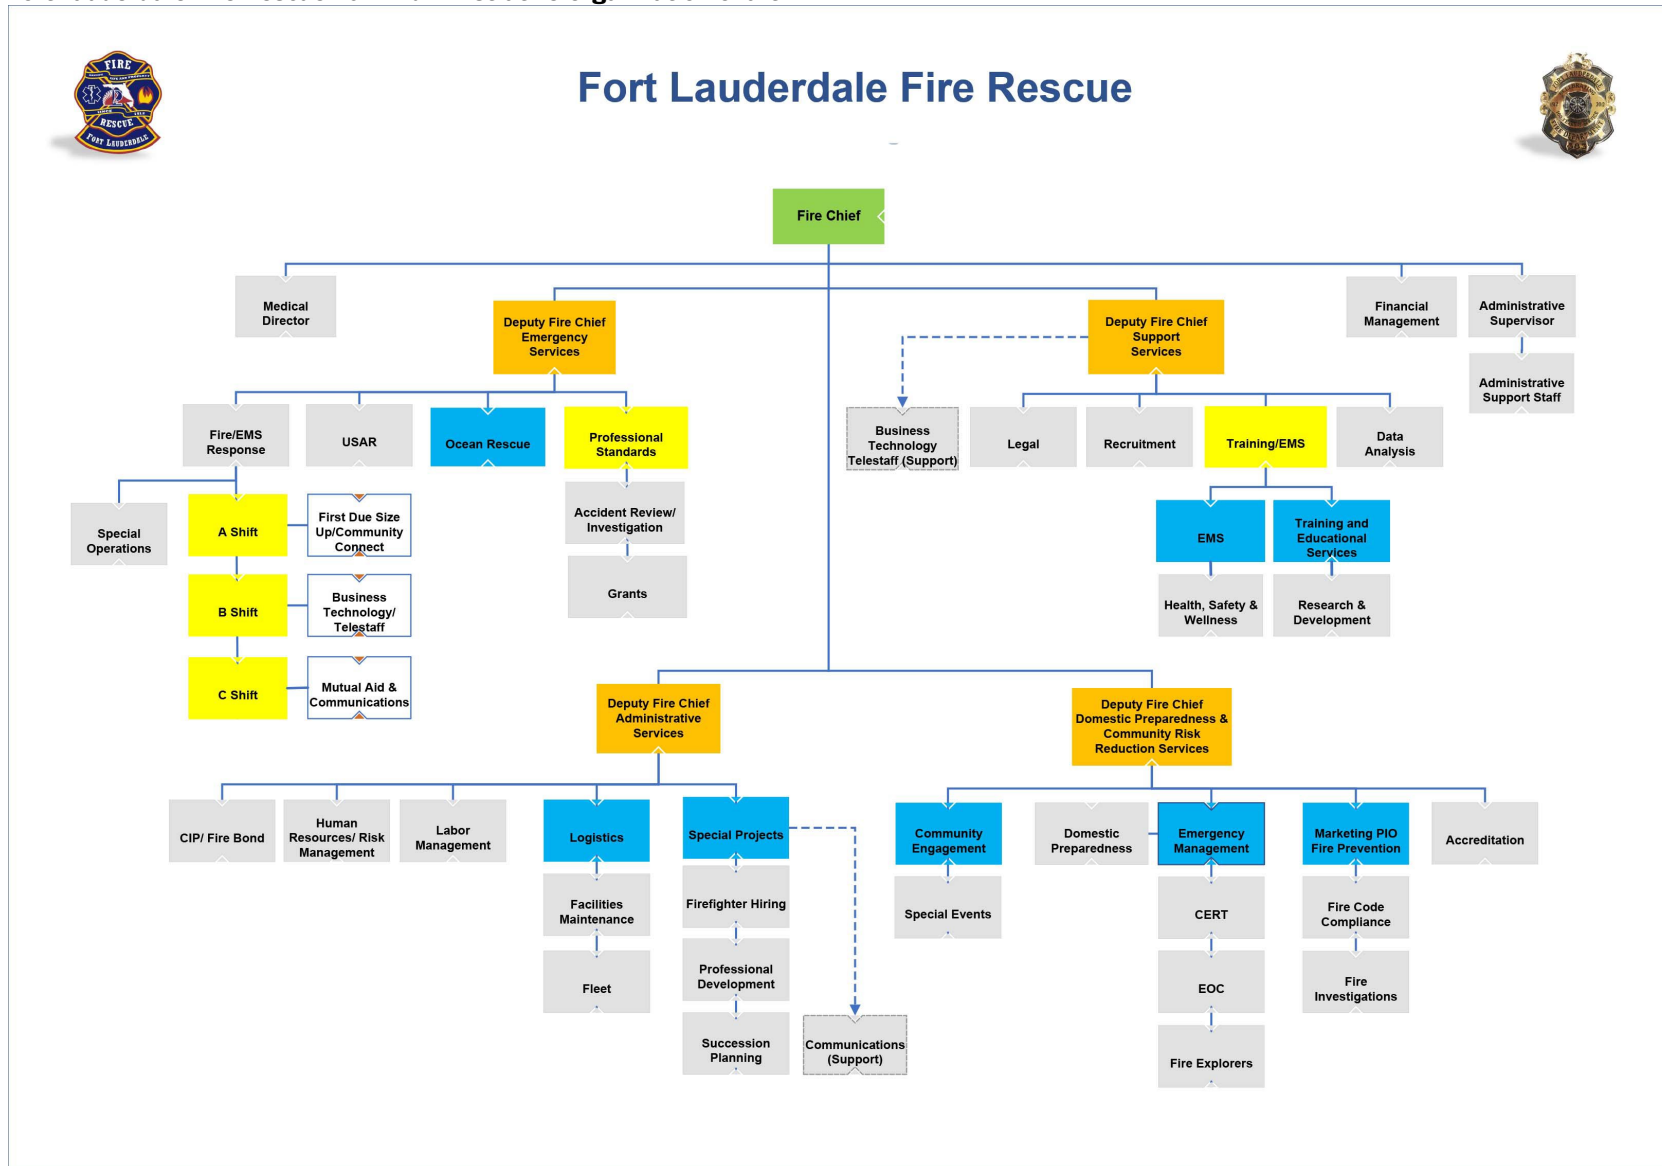 Fort Lauderdale Fire Rescue
FIRE
RESCUE
FORT LAUDERDALE
Fire Chief
Medical
Director
Deputy Fire Chief
Emergency
Services
Deputy Fire Chief
Support
Services
Financial
Management
Administrative
Supervisor
Administrative
Support Staff
Fire/EMS
Response
USAR
Ocean Rescue
Professional
Standards
Business
Technology
Telestaff (Support)
Legal
Recruitment
Training/EMS
Data
Analysis
Special
Operations
A Shift
First Due Size
Up/Community
Connect
Accident Review/
Investigation
EMS
Training and
Educational
Services
B Shift
Business
Technology/
Telestaff
Grants
Health, Safety &
Wellness
Research &
Development
C Shift
Mutual Aid &
Communications
Deputy Fire Chief
Administrative
Services
Deputy Fire Chief
Domestic Preparedness &
Community Risk
Reduction Services
CIP/ Fire Bond
Human
Resources/ Risk
Management
Labor
Management
Logistics
Special Projects
Community
Engagement
Domestic
Preparedness
Emergency
Management
Marketing PIO
Fire Prevention
Accreditation
Facilities
Maintenance
Firefighter Hiring
Special Events
CERT
Fire Code
Compliance
Fleet
Professional
Development
EOC
Fire
Investigations
Succession
Planning
Communications
(Support)
Fire Explorers